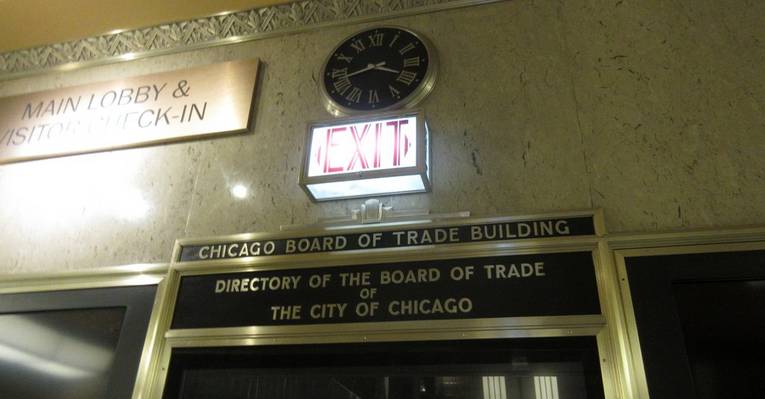 MAIN LOBBY &
VISITOR CHECK-IN
XII
EXIT
CHICAGO BOARD OF TRADE BUILDING
DIRECTORY OF THE BOARD OF TRADE
OF
THE CITY OF CHICAGO